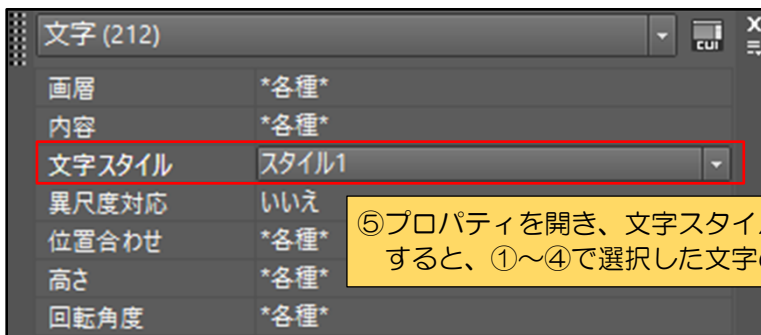 文字 (212)
CUI
画層 *各種*
内容 *各種*
文字スタイル スタイル1
異尺度対応 いいえ
位置合わせ *各種*
高さ *各種*
回転角度 *各種*
⑤プロパティを開き、文字スタイ
すると、①～④で選択した文字